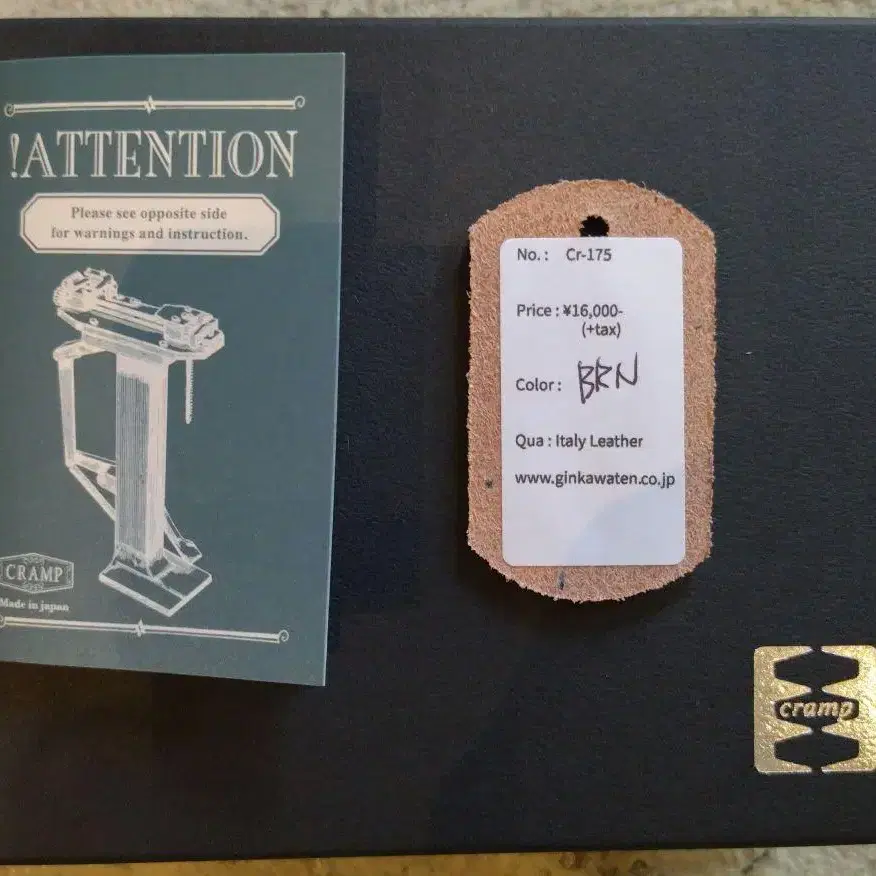 !ATTENTION
Please see opposite side
for warnings and instruction.
CRAMP
Made in japan
No. : Cr-175
Price : ¥16,000-
(+tax)
Color : BRN
Qua : Italy Leather
www.ginkawaten.co.jp
cramp